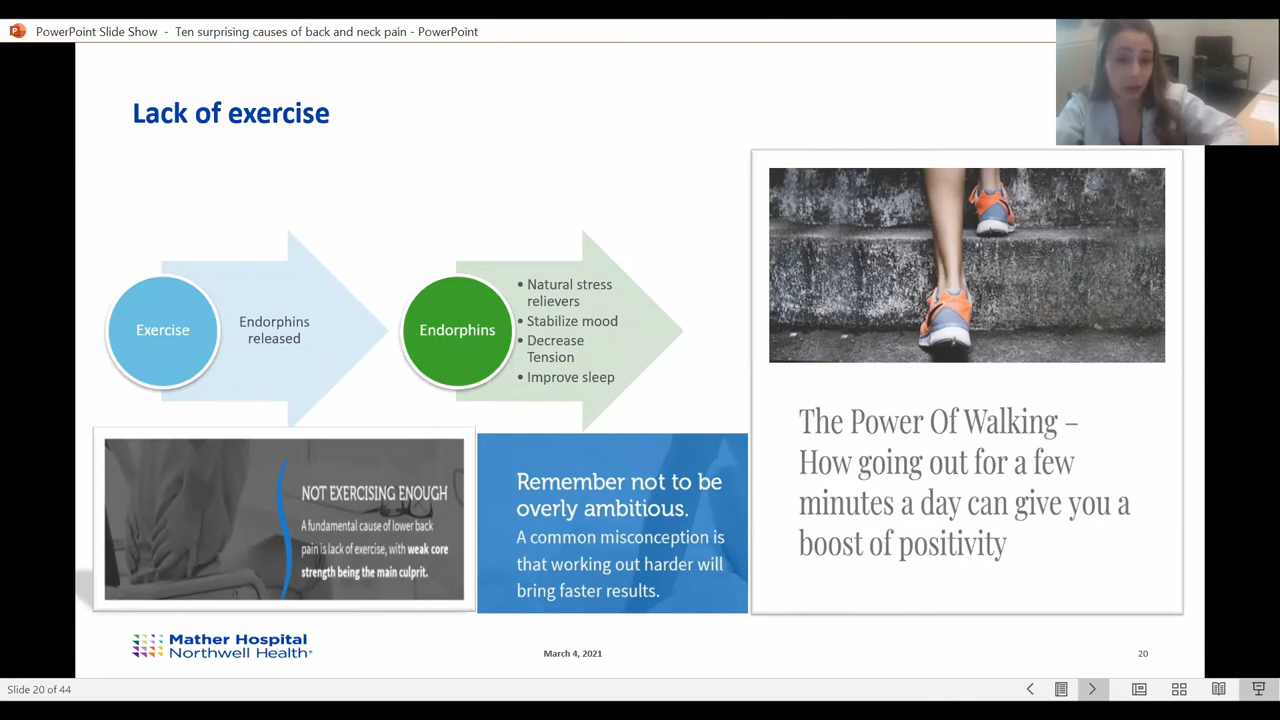 PowerPoint Slide Show - Ten surprising causes of back and neck pain - PowerPoint
Lack of exercise
Exercise
Endorphins
released
Endorphins
• Natural stress
relievers
• Stabilize mood
• Decrease
Tension
• Improve sleep
NOT EXERCISING ENOUGH
A fundamental cause of lower back
pain is lack of exercise, with weak core
strength being the main culprit.
Remember not to be
overly ambitious.
A common misconception is
that working out harder will
bring faster results.
The Power Of Walking –
How going out for a few
minutes a day can give you a
boost of positivity
Mather Hospital
Northwell Health
March 4, 2021
20
Slide 20 of 44